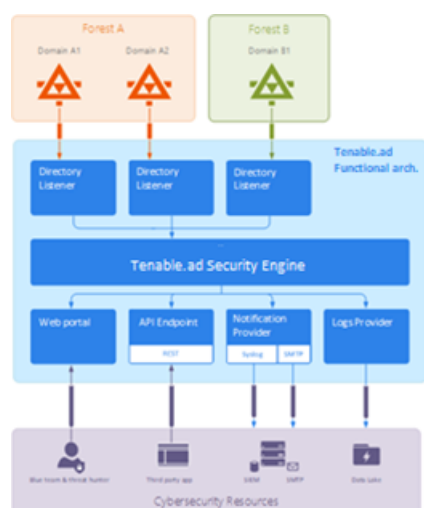 Forest A
Forest B
Domain A1
Domain A2
Domain B1
Tenable.ad
Functional arch.
Directory
Listener
Directory
Listener
Directory
Listener
Tenable.ad Security Engine
Web portal
API Endpoint
REST
Notification
Provider
Syslog
SMTP
Logs Provider
Blue team & threat hunter
Third party app
SIEM
SMTP
Data Lake
Cybersecurity Resources